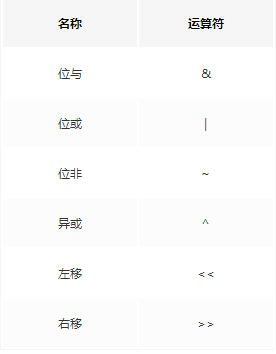 名称 运算符
位与 &
位或 |
位非 ~
异或 ^
左移 <<
右移 >>